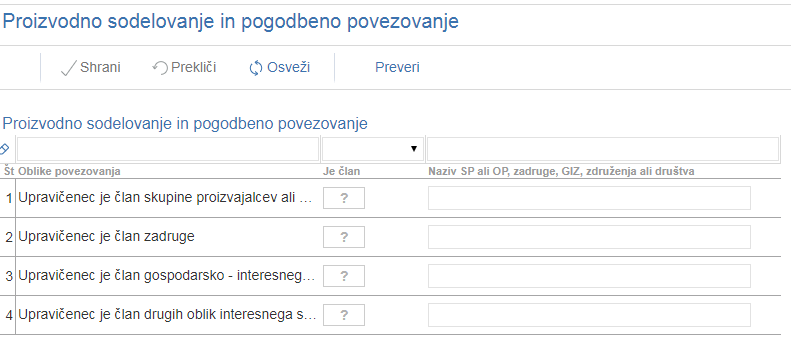 Proizvodno sodelovanje in pogodbeno povezovanje
Shrani Prekliči Osveži Preveri
Proizvodno sodelovanje in pogodbeno povezovanje
Št Oblike povezovanja Je član Naziv SP ali OP, zadruge, GIZ, združenja ali društva
1 Upravičenec je član skupine proizvajalcev ali ... ?
2 Upravičenec je član zadruge ?
3 Upravičenec je član gospodarsko - interesneg... ?
4 Upravičenec je član drugih oblik interesnega s... ?